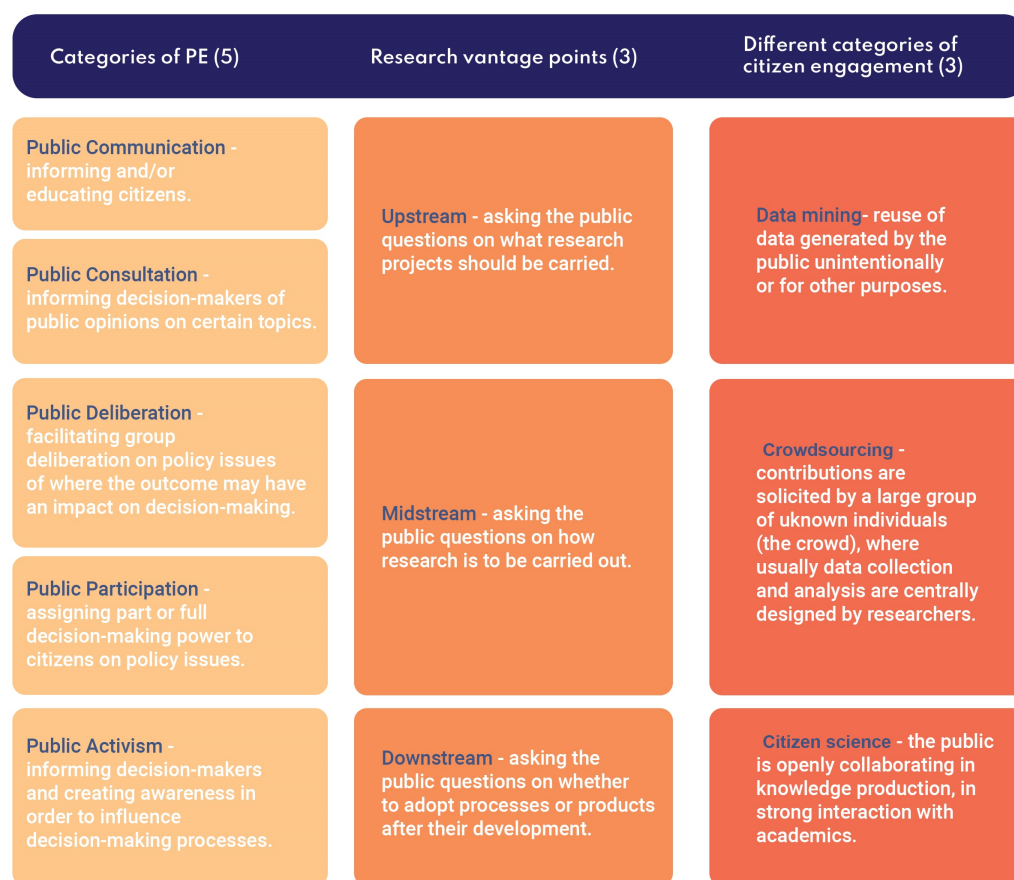 Categories of PE (5)
Research vantage points (3)
Different categories of
citizen engagement (3)
Public Communication -
informing and/or
educating citizens.
Public Consultation -
informing decision-makers of
public opinions on certain topics.
Public Deliberation -
facilitating group
deliberation on policy issues
of where the outcome may have
an impact on decision-making.
Public Participation -
assigning part or full
decision-making power to
citizens on policy issues.
Public Activism -
informing decision-makers
and creating awareness in
order to influence
decision-making processes.
Upstream - asking the public
questions on what research
projects should be carried.
Midstream - asking the
public questions on how
research is to be carried out.
Downstream - asking the
public questions on whether
to adopt processes or products
after their development.
Data mining- reuse of
data generated by the
public unintentionally
or for other purposes.
Crowdsourcing -
contributions are
solicited by a large group
of uknown individuals
(the crowd), where
usually data collection
and analysis are centrally
designed by researchers.
Citizen science - the public
is openly collaborating in
knowledge production, in
strong interaction with
academics.